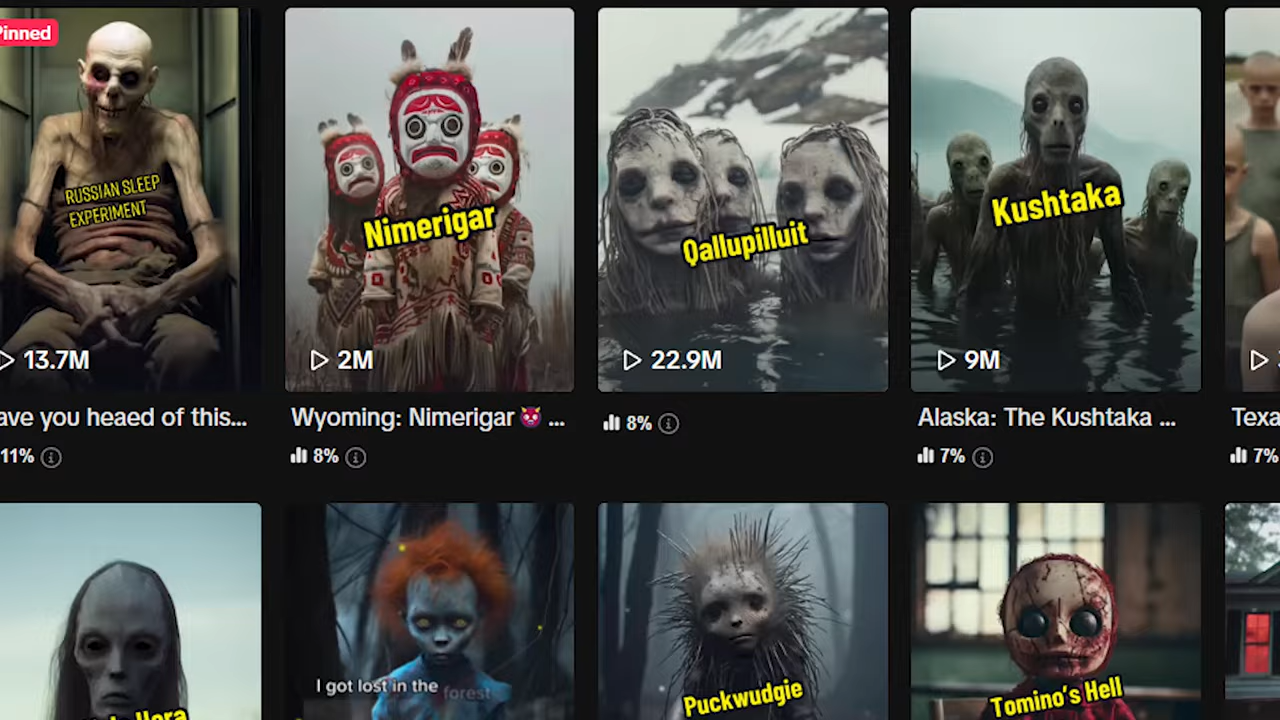 Pinned
RUSSIAN SLEEP
EXPERIMENT
Nimerigar
Qallupilluit
Kushtaka
13.7M
2M
22.9M
9M
ave you heaed of this...
Wyoming: Nimerigar 😈 ...
Alaska: The Kushtaka ...
Texa
11%
8%
8%
7%
7%
I got lost in the forest
Puckwudgie
Tomino's Hell